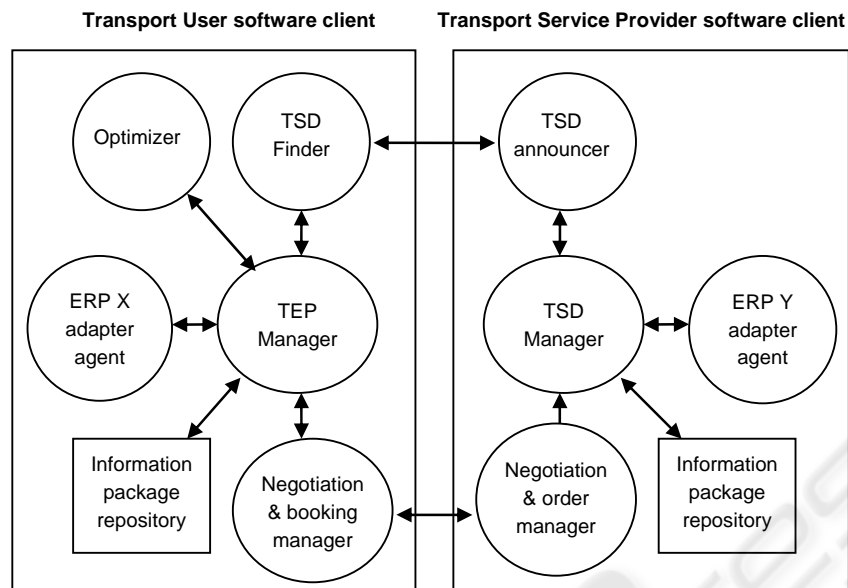 Transport User software client
Transport Service Provider software client
Optimizer
TSD
Finder
TSD
announcer
ERP X
adapter
agent
TEP
Manager
TSD
Manager
ERP Y
adapter
agent
Information
package
repository
Negotiation
& booking
manager
Negotiation
& order
manager
Information
package
repository